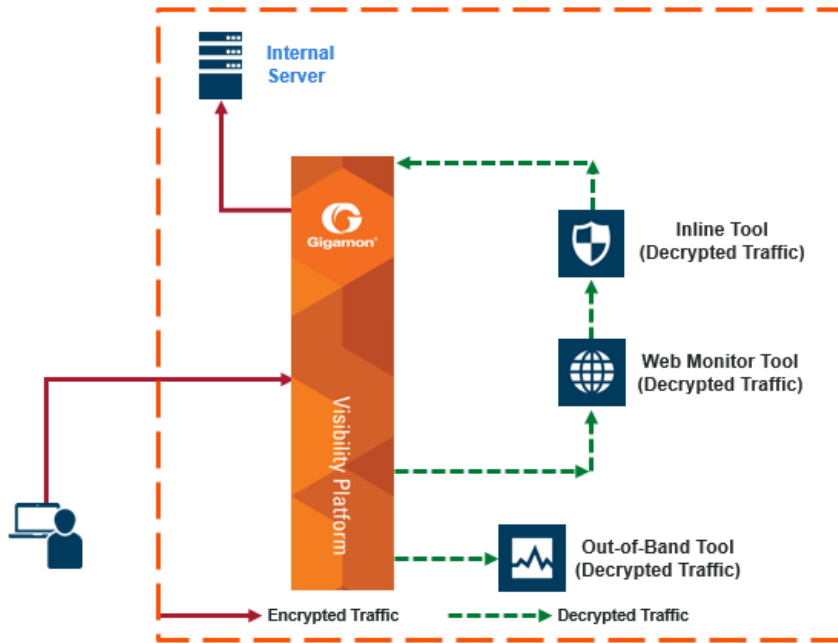 Internal
Server
Gigamon®
Inline Tool
(Decrypted Traffic)
Web Monitor Tool
(Decrypted Traffic)
Visibility Platform
Out-of-Band Tool
(Decrypted Traffic)
Encrypted Traffic
Decrypted Traffic